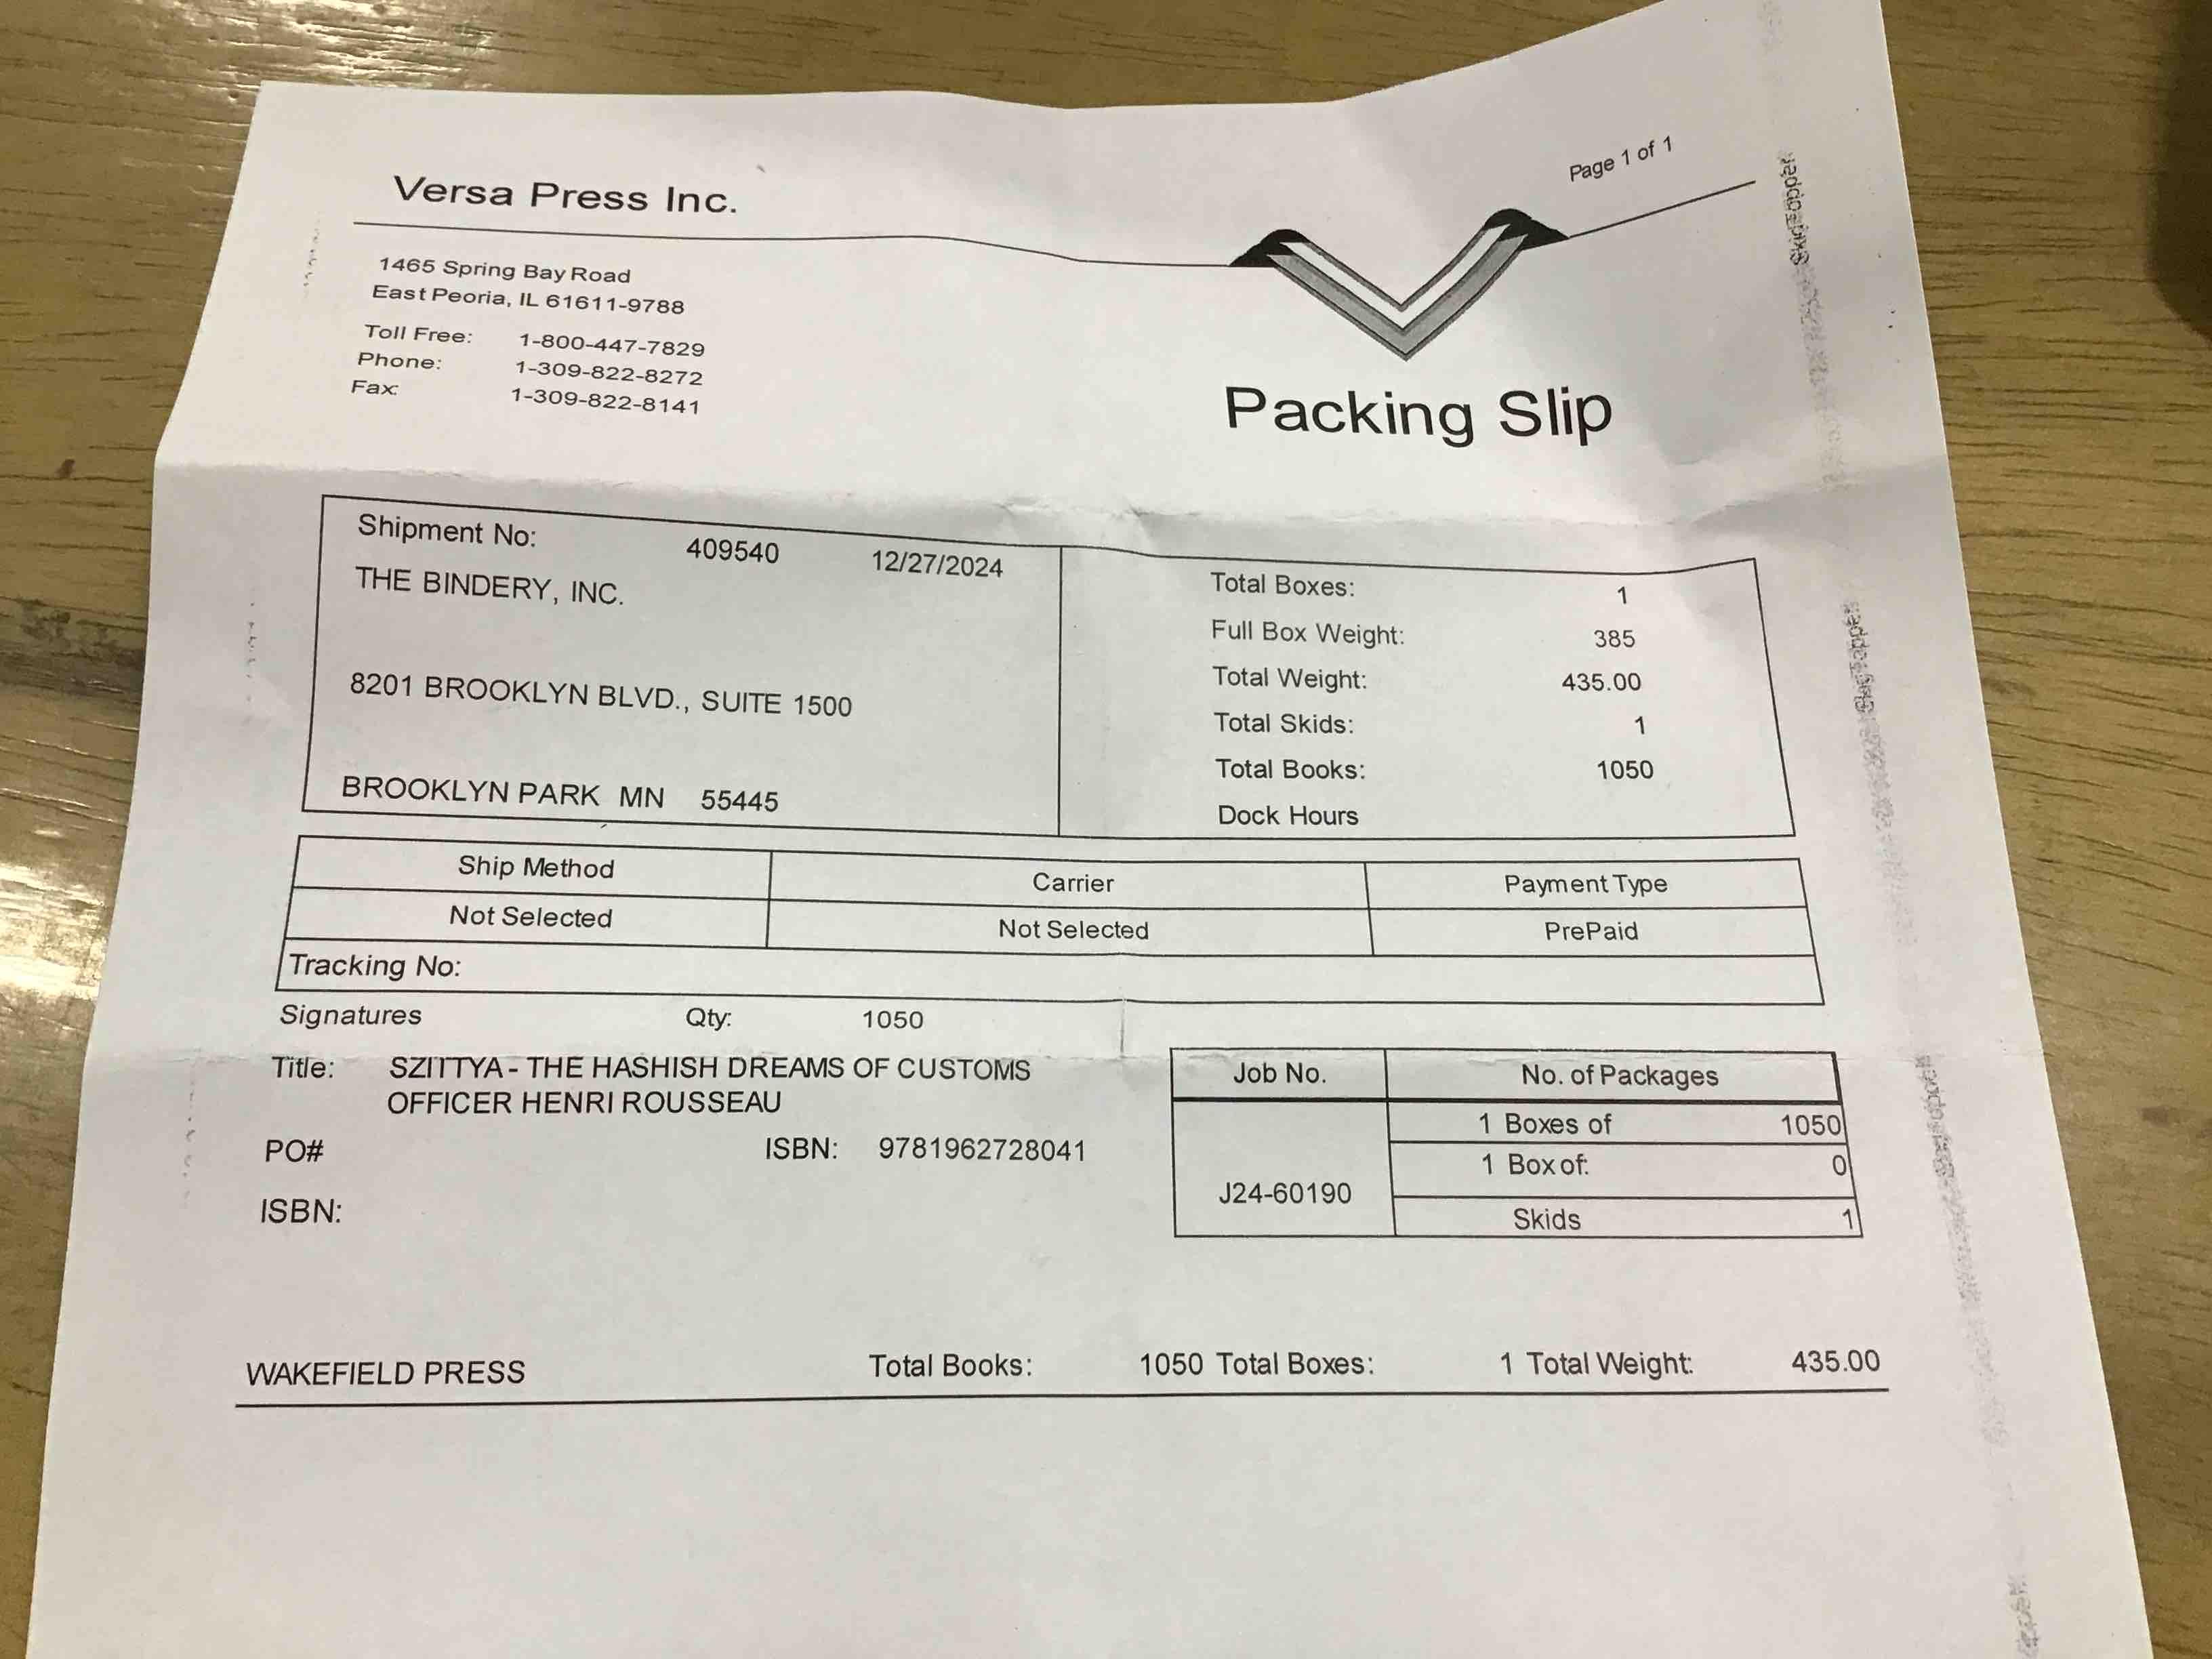 Page 1 of 1
Versa Press Inc.
1465 Spring Bay Road
East Peoria, IL 61611-9788
Toll Free: 1-800-447-7829
Phone: 1-309-822-8272
Fax: 1-309-822-8141
Packing Slip
Shipment No: 409540 12/27/2024
THE BINDERY, INC.
8201 BROOKLYN BLVD., SUITE 1500
BROOKLYN PARK MN 55445
Total Boxes: 1
Full Box Weight: 385
Total Weight: 435.00
Total Skids: 1
Total Books: 1050
Dock Hours
Ship Method Carrier Payment Type
Not Selected Not Selected PrePaid
Tracking No:
Signatures Qty: 1050
Title: SZITTYA - THE HASHISH DREAMS OF CUSTOMS
OFFICER HENRI ROUSSEAU
PO# ISBN: 9781962728041
ISBN:
Job No. No. of Packages
J24-60190
1 Boxes of 1050
1 Box of: 0
Skids 1
WAKEFIELD PRESS Total Books: 1050 Total Boxes: 1 Total Weight: 435.00